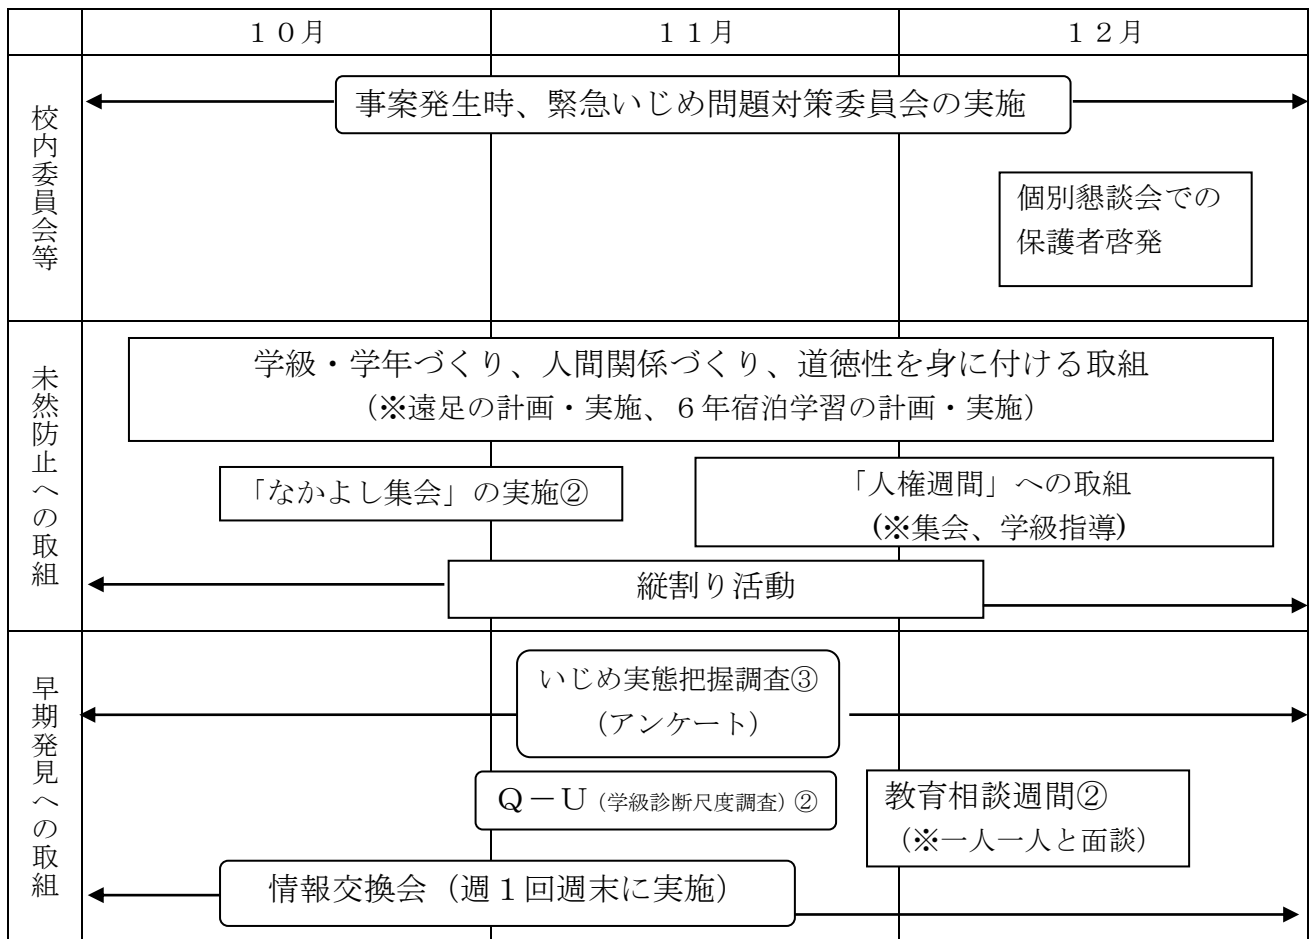 １０月
１１月
１２月
校内委員会等
事案発生時、緊急いじめ問題対策委員会の実施
個別懇談会での
保護者啓発
未然防止への取組
学級・学年づくり、人間関係づくり、道徳性を身に付ける取組
（※遠足の計画・実施、６年宿泊学習の計画・実施）
「なかよし集会」の実施②
「人権週間」への取組
(※集会、学級指導)
縦割り活動
早期発見への取組
いじめ実態把握調査③
（アンケート）
Ｑ－Ｕ（学級診断尺度調査）②
教育相談週間②
（※一人一人と面談）
情報交換会（週１回週末に実施）